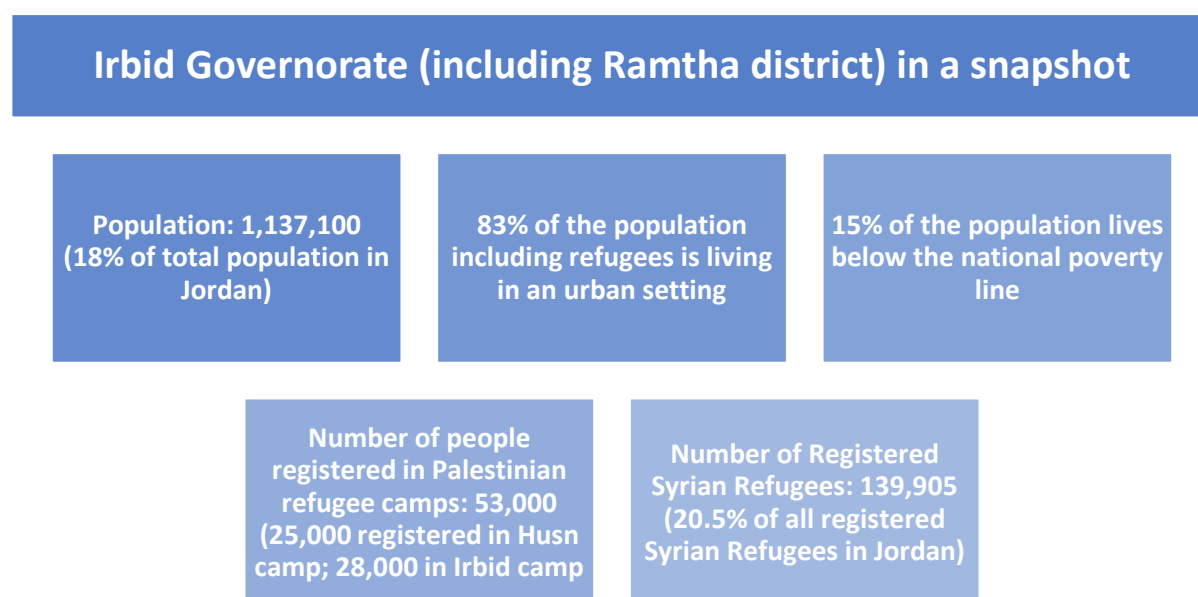 Irbid Governorate (including Ramtha district) in a snapshot
Population: 1,137,100
(18% of total population in
Jordan)
83% of the population
including refugees is living
in an urban setting
15% of the population lives
below the national poverty
line
Number of people
registered in Palestinian
refugee camps: 53,000
(25,000 registered in Husn
camp; 28,000 in Irbid camp
Number of Registered
Syrian Refugees: 139,905
(20.5% of all registered
Syrian Refugees in Jordan)